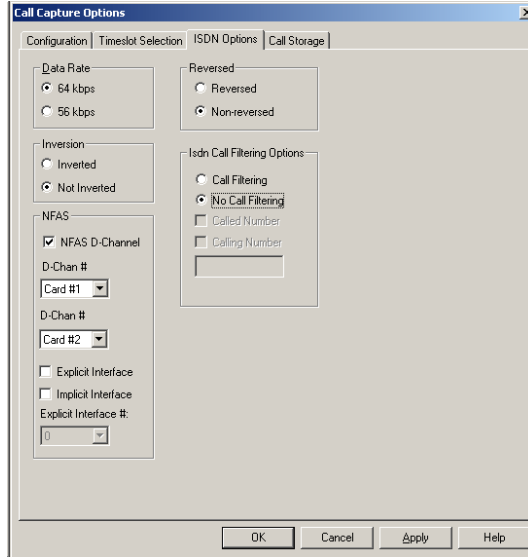 Call Capture Options
Configuration Timeslot Selection ISDN Options Call Storage
Data Rate
64 kbps
56 kbps
Reversed
Reversed
Non-reversed
Inversion
Inverted
Not Inverted
Isdn Call Filtering Options
Call Filtering
No Call Filtering
Called Number
Calling Number
NFAS
NFAS D-Channel
D-Chan #
Card #1
D-Chan #
Card #2
Explicit Interface
Implicit Interface
Explicit Interface #:
0
OK Cancel Apply Help